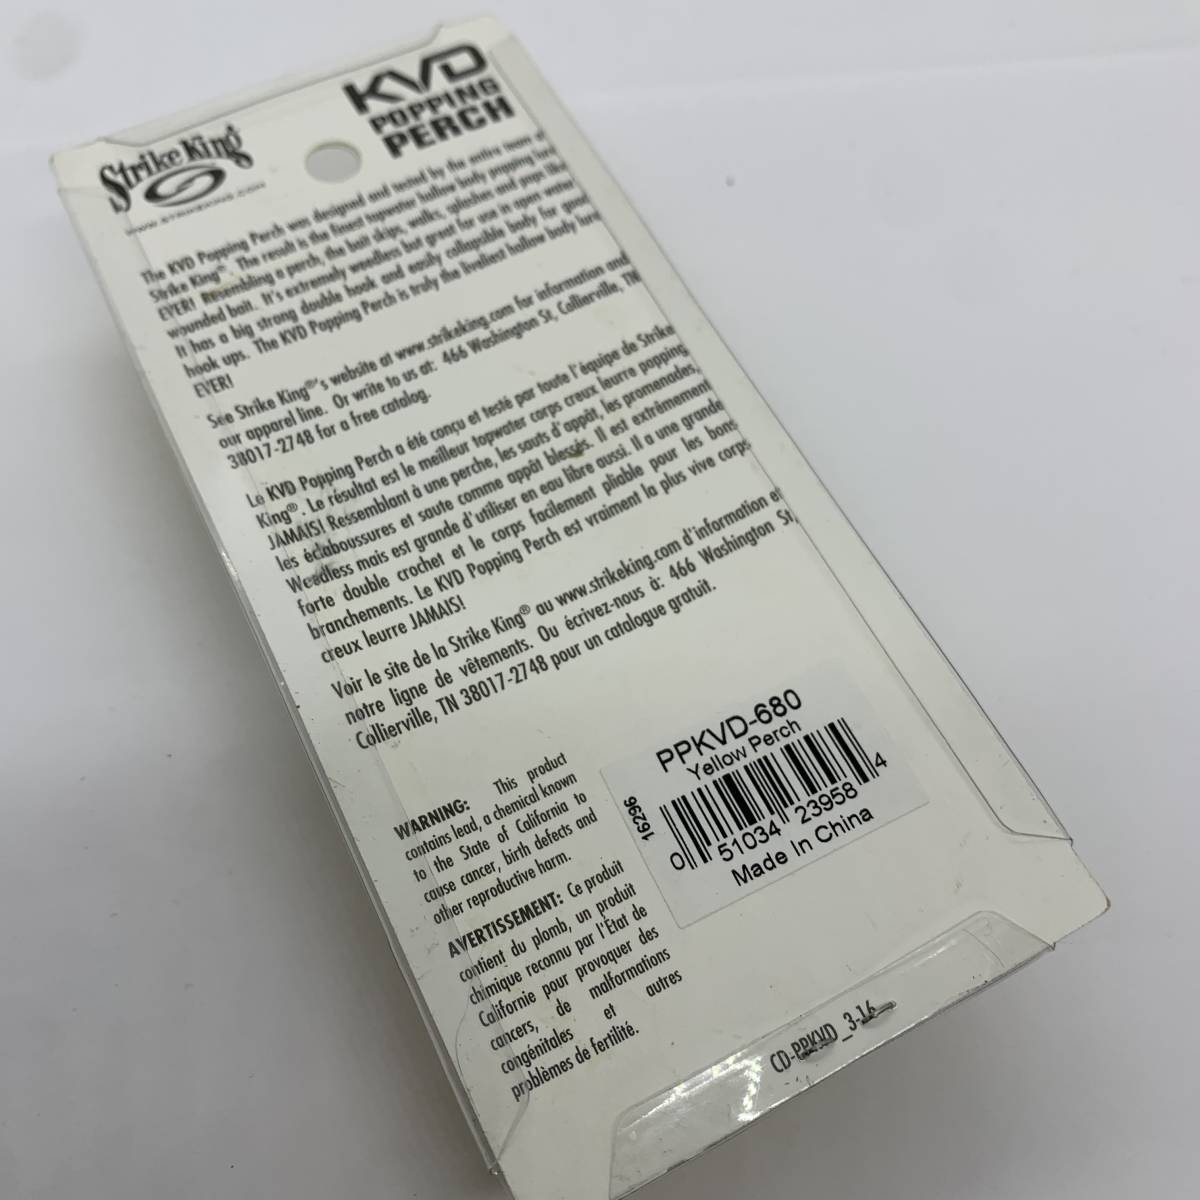 Strike King
WWW.STRIKEKING.COM
KVD
POPPING
PERCH
The KVD Popping Perch was designed and tested by the entire team at
Strike King®. The result is the finest topwater hollow body popping lure
EVER! Resembling a perch, the bait skips, walks, splashes and pops like
wounded bait. It's extremely weedless but great for use in open water
It has a big strong double hook and easily collapsable body for good
hook ups. The KVD Popping Perch is truly the liveliest hollow body lure
EVER!
See Strike King®'s website at www.strikeking.com for information and
our apparel line. Or write to us at: 466 Washington St, Collierville, TN
38017-2748 for a free catalog.
Le KVD Popping Perch a été conçu et testé par toute l'équipe de Strike
King®. Le résultat est le meilleur topwater corps creux leurre popping
JAMAIS! Ressemblant à une perche, les sauts d'appât, les promenades,
les éclaboussures et saute comme appât blessés. Il est extrêmement
Weedless mais est grande d'utiliser en eau libre aussi. Il a une grande
forte double crochet et le corps facilement pliable pour les bons
branchements. Le KVD Popping Perch est vraiment la plus vive corps
creux leurre JAMAIS!
Voir le site de la Strike King® au www.strikeking.com d'information et
notre ligne de vêtements. Ou écrivez-nous à: 466 Washington St,
Collierville, TN 38017-2748 pour un catalogue gratuit.
WARNING: This product
contains lead, a chemical known
to the State of California to
cause cancer, birth defects and
other reproductive harm.
AVERTISSEMENT: Ce produit
contient du plomb, un produit
chimique reconnu par l'État de
Californie pour provoquer des
cancers, de malformations
congénitales et autres
problèmes de fertilité.
PPKVD-680
Yellow Perch
16296
0 51034 23958 4
Made In China
CD-PPKVD_3-16